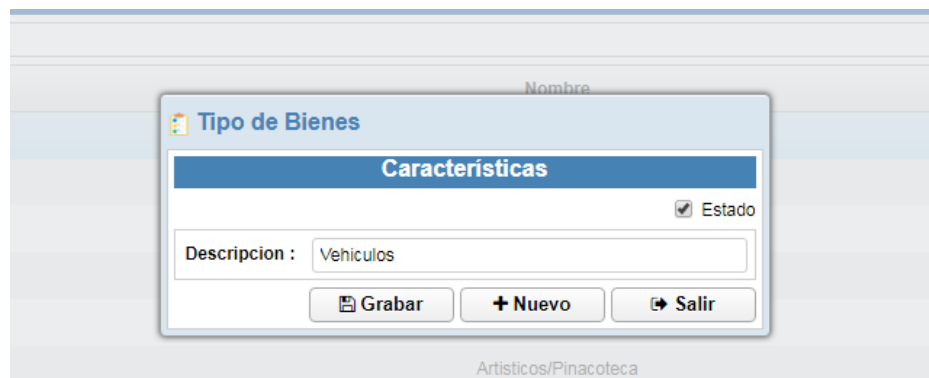 Nombre
Tipo de Bienes
Características
Estado
Descripcion : Vehiculos
Grabar Nuevo Salir
Artisticos/Pinacoteca